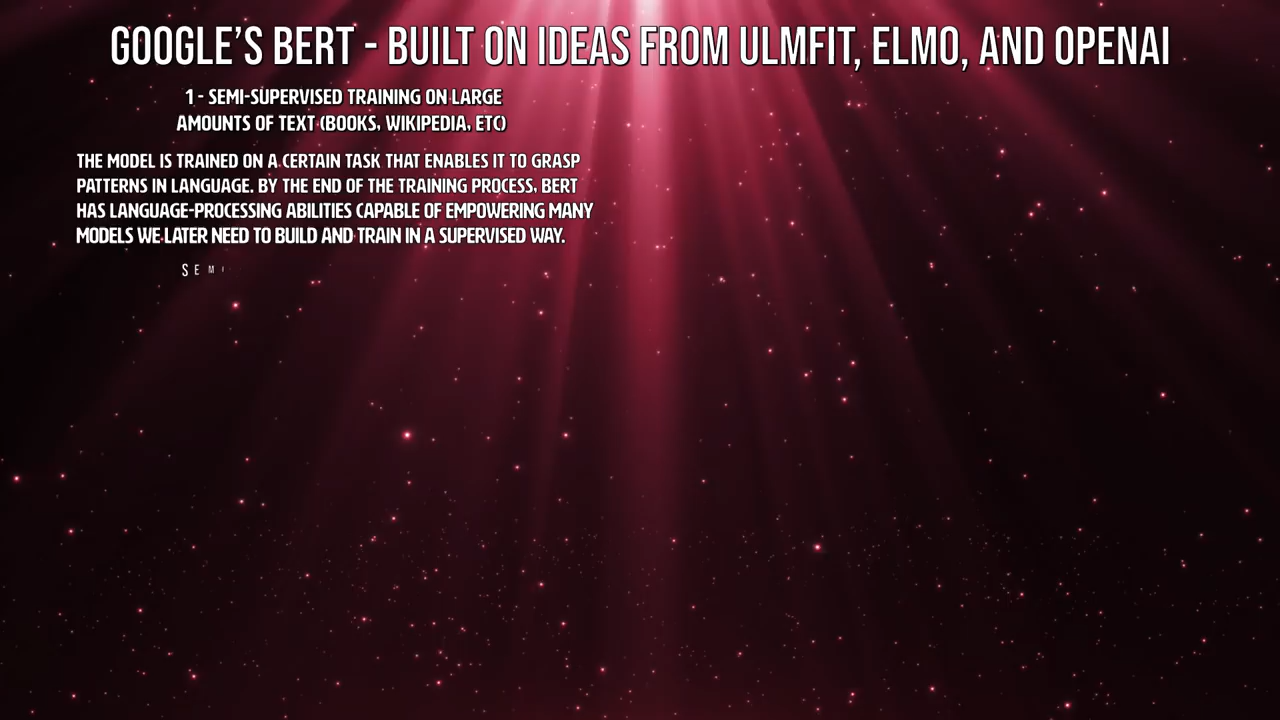 GOOGLE’S BERT - BUILT ON IDEAS FROM ULMFIT, ELMO, AND OPENAI
1 - SEMI-SUPERVISED TRAINING ON LARGE
AMOUNTS OF TEXT (BOOKS, WIKIPEDIA, ETC)
THE MODEL IS TRAINED ON A CERTAIN TASK THAT ENABLES IT TO GRASP
PATTERNS IN LANGUAGE. BY THE END OF THE TRAINING PROCESS, BERT
HAS LANGUAGE-PROCESSING ABILITIES CAPABLE OF EMPOWERING MANY
MODELS WE LATER NEED TO BUILD AND TRAIN IN A SUPERVISED WAY.
SEMI